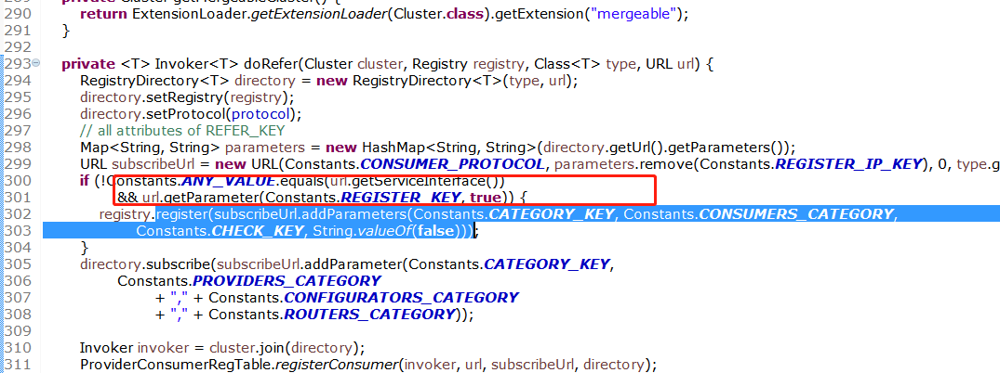 289 private Cluster getMergeableCluster() {
290 return ExtensionLoader.getExtensionLoader(Cluster.class).getExtension("mergeable");
291 }
292
293 private <T> Invoker<T> doRefer(Cluster cluster, Registry registry, Class<T> type, URL url) {
294 RegistryDirectory<T> directory = new RegistryDirectory<T>(type, url);
295 directory.setRegistry(registry);
296 directory.setProtocol(protocol);
297 // all attributes of REFER_KEY
298 Map<String, String> parameters = new HashMap<String, String>(directory.getUrl().getParameters());
299 URL subscribeUrl = new URL(Constants.CONSUMER_PROTOCOL, parameters.remove(Constants.REGISTER_IP_KEY), 0, type.g
300 if (!Constants.ANY_VALUE.equals(url.getServiceInterface())
301 && url.getParameter(Constants.REGISTER_KEY, true)) {
302 registry.register(subscribeUrl.addParameters(Constants.CATEGORY_KEY, Constants.CONSUMERS_CATEGORY,
303 Constants.CHECK_KEY, String.valueOf(false)));
304 }
305 directory.subscribe(subscribeUrl.addParameter(Constants.CATEGORY_KEY,
306 Constants.PROVIDERS_CATEGORY
307 + "," + Constants.CONFIGURATORS_CATEGORY
308 + "," + Constants.ROUTERS_CATEGORY));
309
310 Invoker invoker = cluster.join(directory);
311 ProviderConsumerRegTable.registerConsumer(invoker, url, subscribeUrl, directory);